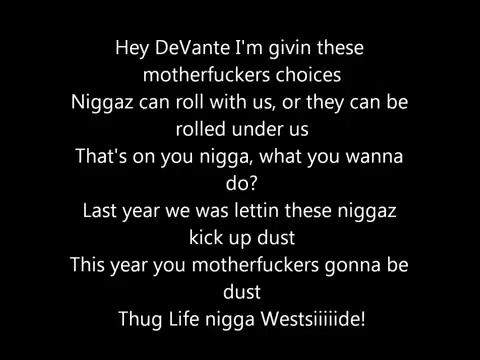 Hey DeVante I'm givin these
motherfuckers choices
Niggaz can roll with us, or they can be
rolled under us
That's on you nigga, what you wanna
do?
Last year we was lettin these niggaz
kick up dust
This year you motherfuckers gonna be
dust
Thug Life nigga Westsiiiiide!